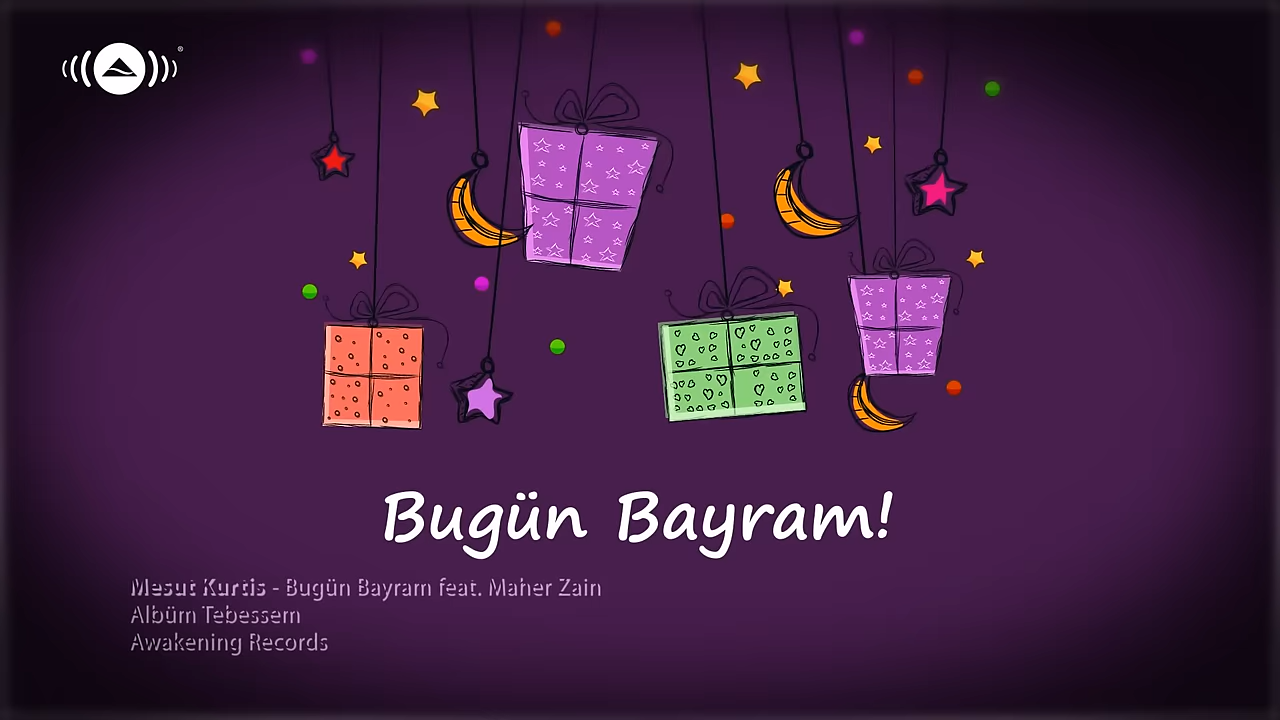 Bugün Bayram!
Mesut Kurtis - Bugün Bayram feat. Maher Zain
Albüm Tebessem
Awakening Records